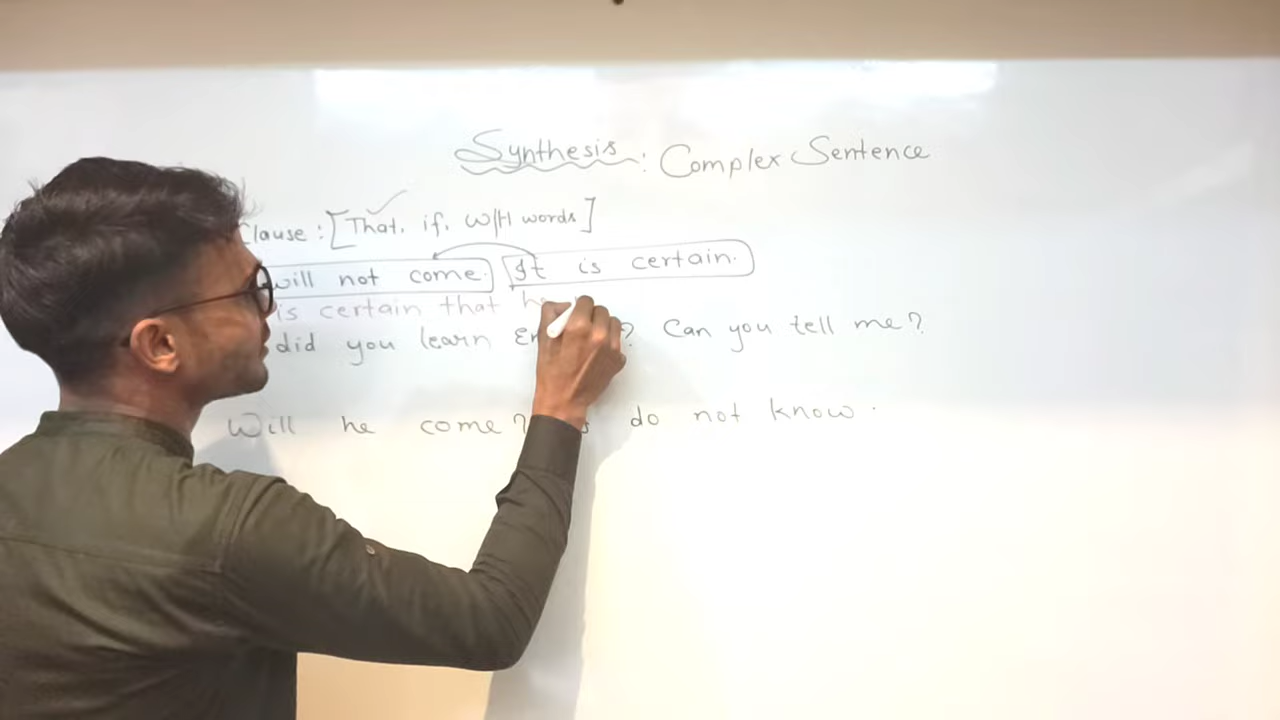 Synthesis : Complex Sentence
Clause : [That, if, W/H words]
will not come. It is certain.
is certain that he
did you learn ? Can you tell me?
Will he come? do not know.